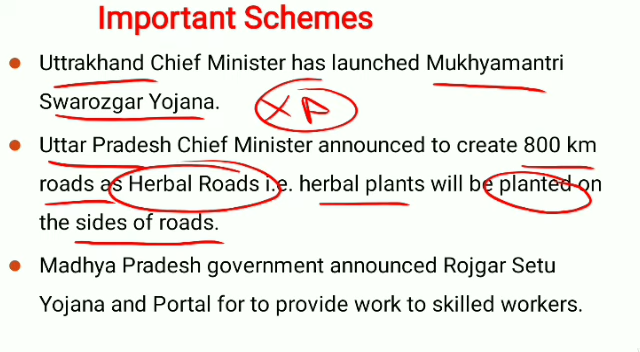 Important Schemes
Uttrakhand Chief Minister has launched Mukhyamantri
Swarozgar Yojana.
Uttar Pradesh Chief Minister announced to create 800 km
roads as Herbal Roads i.e. herbal plants will be planted on
the sides of roads.
Madhya Pradesh government announced Rojgar Setu
Yojana and Portal for to provide work to skilled workers.